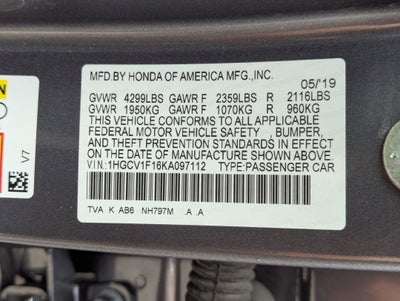 MFD.BY HONDA OF AMERICA MFG.,INC. 05/'19
GVWR 4299LBS GAWR F 2359LBS R 2116LBS
GVWR 1950KG GAWR F 1070KG R 960KG
THIS VEHICLE CONFORMS TO ALL APPLICABLE
FEDERAL MOTOR VEHICLE SAFETY , BUMPER,
AND THEFT PREVENTION STANDARDS IN EFFECT
ON THE DATE OF MANUFACTURE SHOWN ABOVE.
V.I.N.:1HGCV1F16KA097112 TYPE:PASSENGER CAR
TVA K AB6 NH797M .A .A
V7